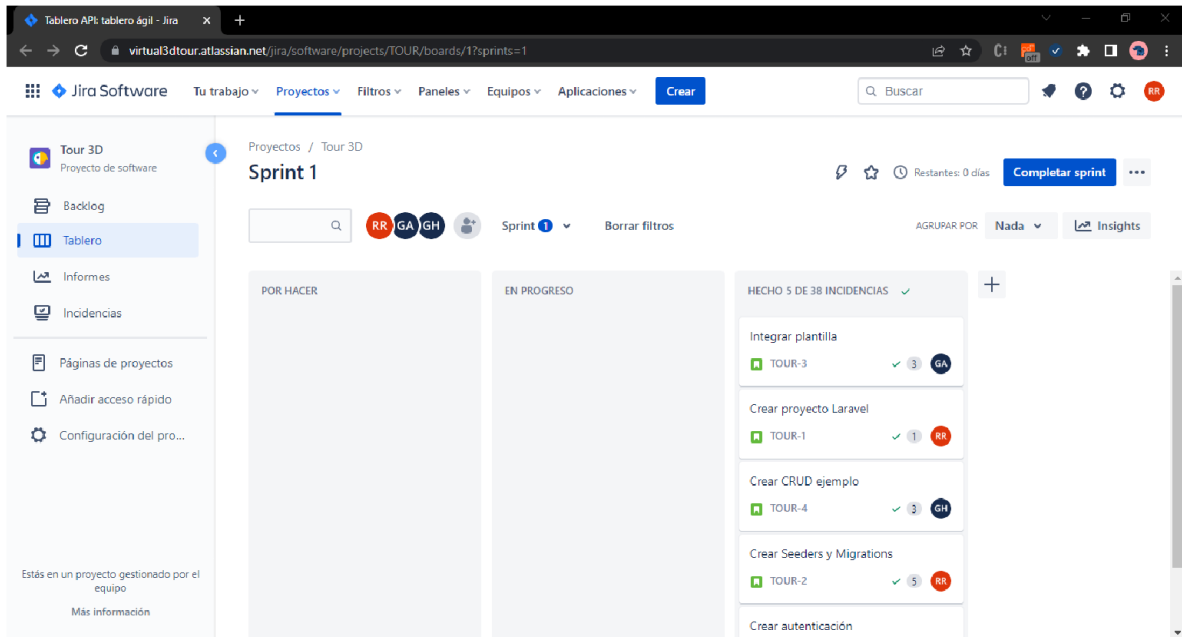 Tablero API: tablero ágil - Jira
virtual3dtour.atlassian.net/jira/software/projects/TOUR/boards/1?sprints=1
Off
Jira Software Tu trabajo Proyectos Filtros Paneles Equipos Aplicaciones Crear Buscar RR
Tour 3D
Proyecto de software
Backlog
Tablero
Informes
Incidencias
Páginas de proyectos
Añadir acceso rápido
Configuración del pro...
Estás en un proyecto gestionado por el
equipo
Más información
Proyectos / Tour 3D
Sprint 1
Restantes: 0 días Completar sprint
RR GA GH Sprint 1 Borrar filtros AGRUPAR POR Nada Insights
POR HACER
EN PROGRESO
HECHO 5 DE 38 INCIDENCIAS
Integrar plantilla
TOUR-3 3 GA
Crear proyecto Laravel
TOUR-1 1 RR
Crear CRUD ejemplo
TOUR-4 3 GH
Crear Seeders y Migrations
TOUR-2 5 RR
Crear autenticación